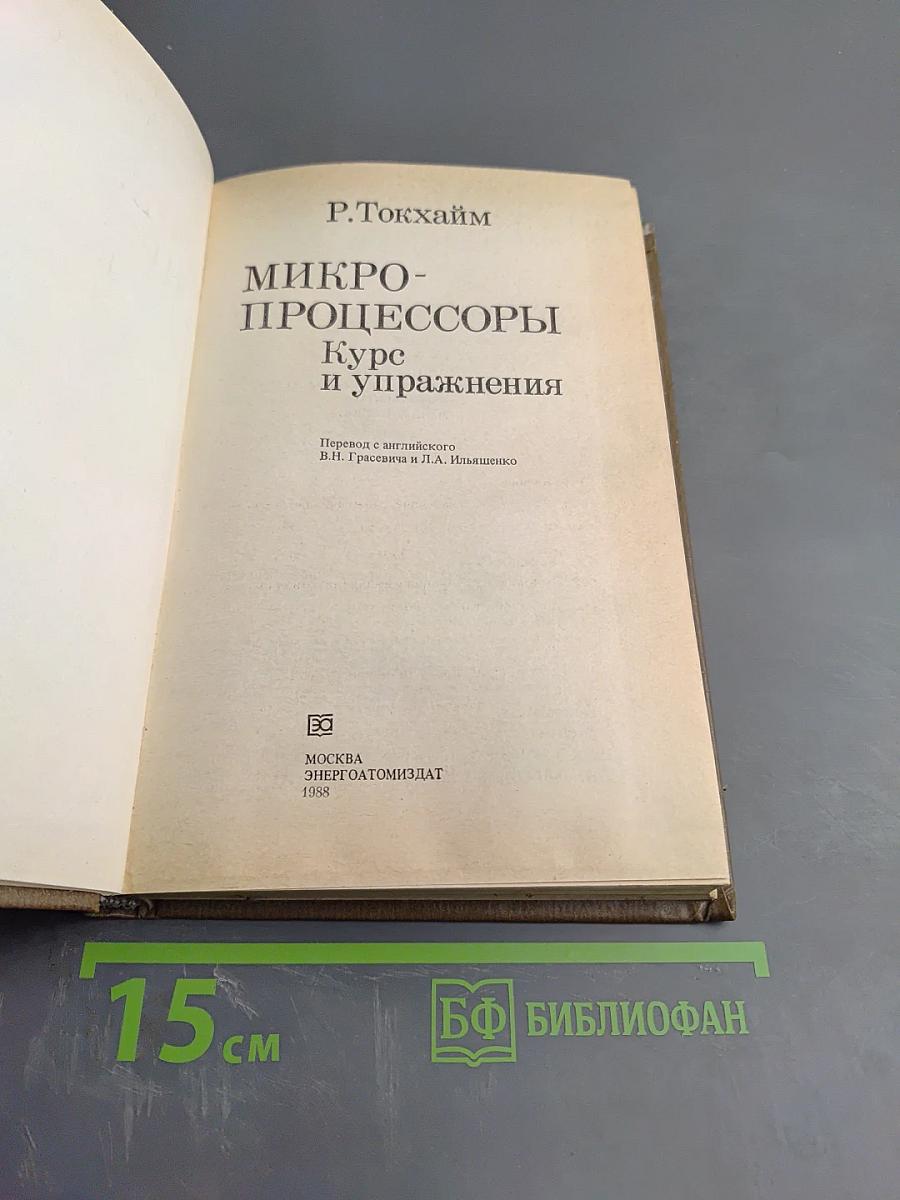 Р.Токхайм
МИКРО-
ПРОЦЕССОРЫ
Курс
и упражнения
Перевод с английского
В.Н. Грасевича и Л.А. Ильяшенко
ЭА
МОСКВА
ЭНЕРГОАТОМИЗДАТ
1988
15 см
БФ БИБЛИОФАН